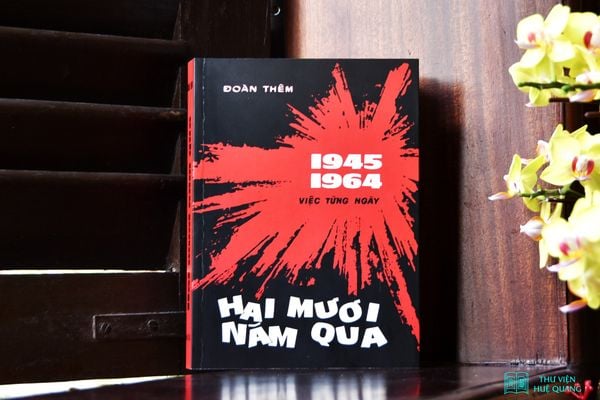 ĐOÀN THÊM
1945
1964
VIỆC TỪNG NGÀY
HAI MƯƠI
NĂM QUA
THƯ VIỆN
HUỆ QUANG